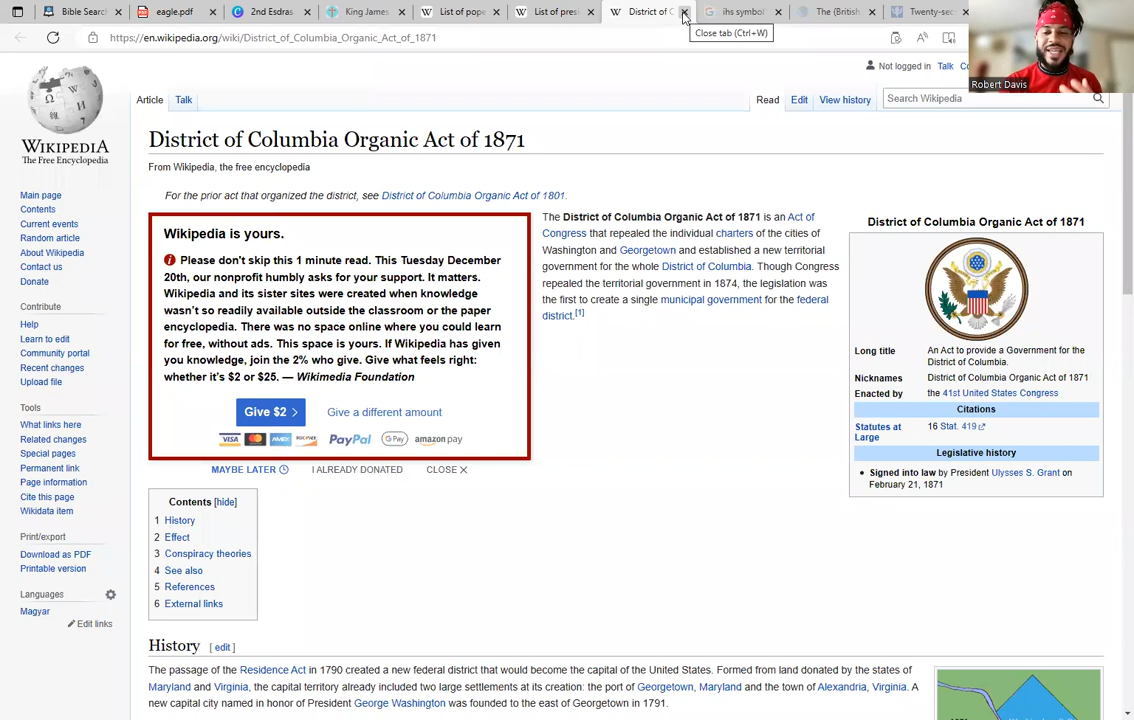 Bible Searc
eagle.pdf
2nd Esdras
King James
List of pope
List of presi
District of C
ihs symbol
The (British
Twenty-sec
https://en.wikipedia.org/wiki/District_of_Columbia_Organic_Act_of_1871
Close tab (Ctrl+W)
Robert Davis
Not logged in Talk Co
Article Talk
Read Edit View history
Search Wikipedia
WIKIPEDIA
The Free Encyclopedia
Main page
Contents
Current events
Random article
About Wikipedia
Contact us
Donate
Contribute
Help
Learn to edit
Community portal
Recent changes
Upload file
Tools
What links here
Related changes
Special pages
Permanent link
Page information
Cite this page
Wikidata item
Print/export
Download as PDF
Printable version
Languages
Magyar
Edit links
District of Columbia Organic Act of 1871
From Wikipedia, the free encyclopedia
For the prior act that organized the district, see District of Columbia Organic Act of 1801.
Wikipedia is yours.
Please don't skip this 1 minute read. This Tuesday December
20th, our nonprofit humbly asks for your support. It matters.
Wikipedia and its sister sites were created when knowledge
wasn't so readily available outside the classroom or the paper
encyclopedia. There was no space online where you could learn
for free, without ads. This space is yours. If Wikipedia has given
you knowledge, join the 2% who give. Give what feels right:
whether it's $2 or $25. — Wikimedia Foundation
Give $2 Give a different amount
VISA AMEX PayPal G Pay amazon pay
MAYBE LATER I ALREADY DONATED CLOSE
The District of Columbia Organic Act of 1871 is an Act of
Congress that repealed the individual charters of the cities of
Washington and Georgetown and established a new territorial
government for the whole District of Columbia. Though Congress
repealed the territorial government in 1874, the legislation was
the first to create a single municipal government for the federal
district.[1]
District of Columbia Organic Act of 1871
Long title An Act to provide a Government for the
District of Columbia.
Nicknames District of Columbia Organic Act of 1871
Enacted by the 41st United States Congress
Citations
Statutes at Large 16 Stat. 419
Legislative history
Signed into law by President Ulysses S. Grant on
February 21, 1871
Contents [hide]
1 History
2 Effect
3 Conspiracy theories
4 See also
5 References
6 External links
History [ edit ]
The passage of the Residence Act in 1790 created a new federal district that would become the capital of the United States. Formed from land donated by the states of
Maryland and Virginia, the capital territory already included two large settlements at its creation: the port of Georgetown, Maryland and the town of Alexandria, Virginia. A
new capital city named in honor of President George Washington was founded to the east of Georgetown in 1791.